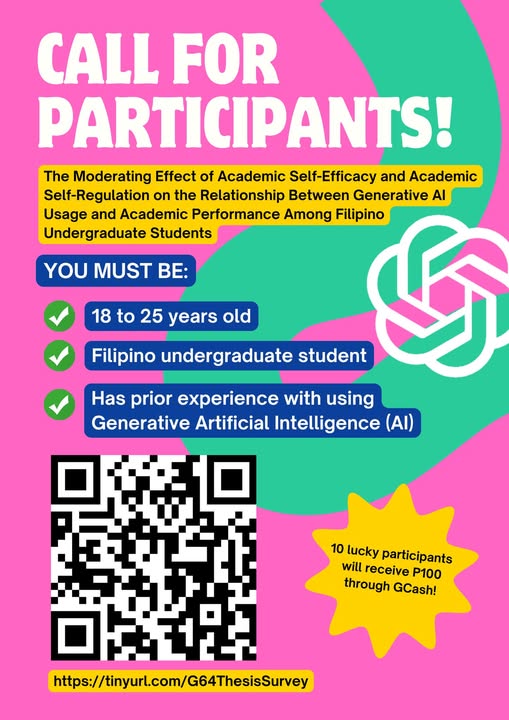 CALL FOR
PARTICIPANTS!
The Moderating Effect of Academic Self-Efficacy and Academic
Self-Regulation on the Relationship Between Generative AI
Usage and Academic Performance Among Filipino
Undergraduate Students
YOU MUST BE:
18 to 25 years old
Filipino undergraduate student
Has prior experience with using
Generative Artificial Intelligence (AI)
10 lucky participants
will receive P100
through GCash!
https://tinyurl.com/G64ThesisSurvey